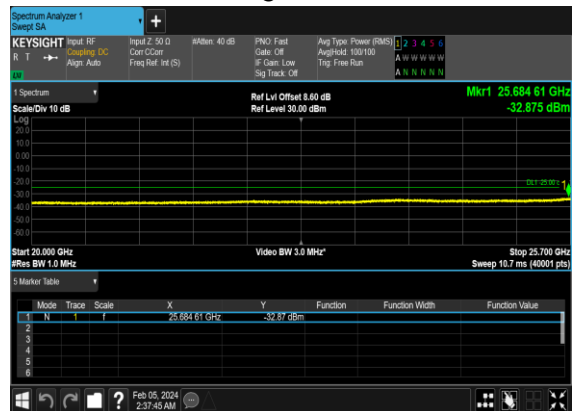 Spectrum Analyzer 1
Swept SA
+
KEYSIGHT
R T
LV
Input: RF
Coupling: DC
Align: Auto
Input Z: 50 Ω
Corr CCorr
Freq Ref: Int (S)
#Atten: 40 dB
PNO: Fast
Gate: Off
IF Gain: Low
Sig Track: Off
Avg Type: Power (RMS)
Avg|Hold: 100/100
Trig: Free Run
1 2 3 4 5 6
A W W W W W
A N N N N N
1 Spectrum
Scale/Div 10 dB
Ref Lvl Offset 8.60 dB
Ref Level 30.00 dBm
Mkr1 25.684 61 GHz
-32.875 dBm
Log
20.0
10.0
0.00
-10.0
-20.0
-30.0
-40.0
-50.0
-60.0
1
Start 20.000 GHz
#Res BW 1.0 MHz
Video BW 3.0 MHz*
Stop 25.700 GHz
Sweep 10.7 ms (40001 pts)
5 Marker Table
Mode Trace Scale X Y Function Function Width Function Value
1 N 1 f 25.684 61 GHz -32.87 dBm
2
3
4
5
6
?
Feb 05, 2024
2:37:45 AM